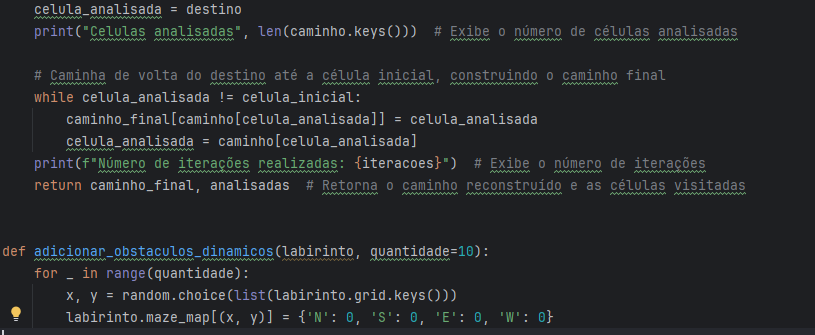 celula_analisada = destino
print("Celulas analisadas", len(caminho.keys()))  # Exibe o número de células analisadas
# Caminha de volta do destino até a célula inicial, construindo o caminho final
while celula_analisada != celula_inicial:
caminho_final[caminho[celula_analisada]] = celula_analisada
celula_analisada = caminho[celula_analisada]
print(f"Número de iterações realizadas: {iteracoes}")  # Exibe o número de iterações
return caminho_final, analisadas  # Retorna o caminho reconstruído e as células visitadas
def adicionar_obstaculos_dinamicos(labirinto, quantidade=10):
for _ in range(quantidade):
x, y = random.choice(list(labirinto.grid.keys()))
labirinto.maze_map[(x, y)] = {'N': 0, 'S': 0, 'E': 0, 'W': 0}